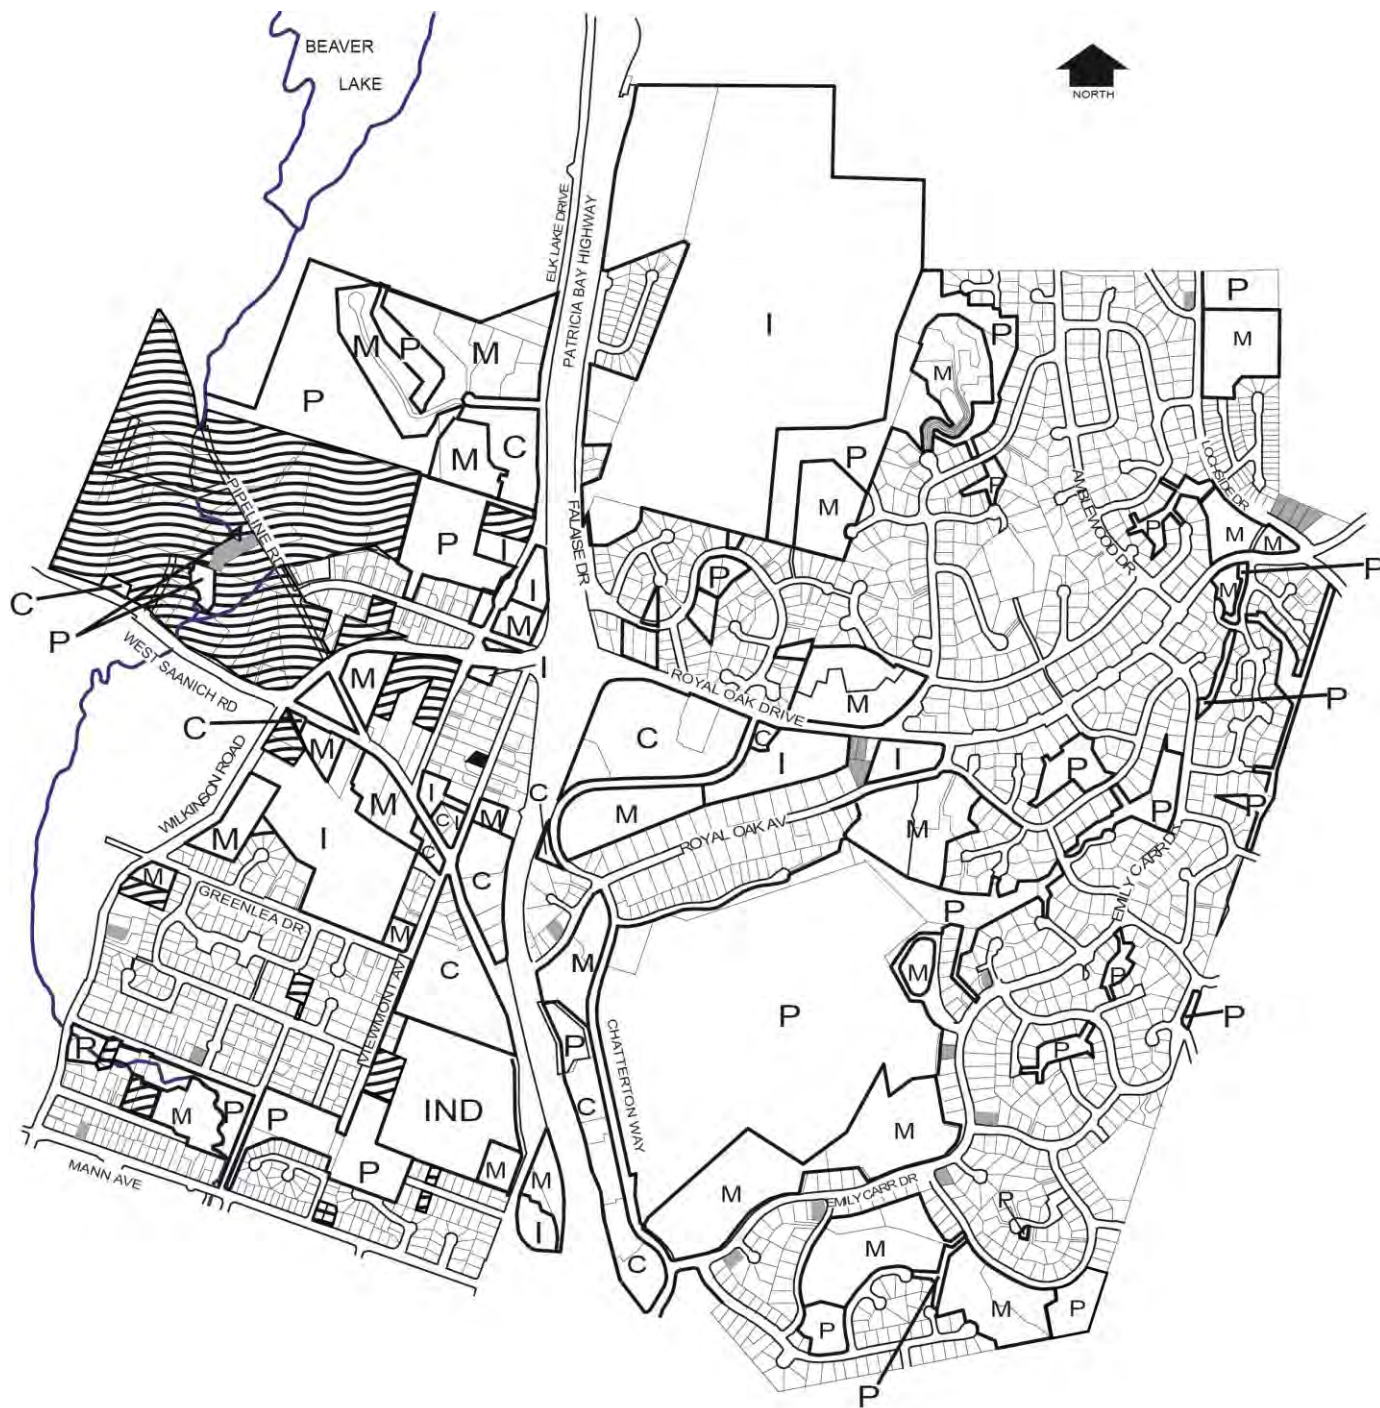 BEAVER
LAKE
NORTH
ELK LAKE DRIVE
PATRICIA BAY HIGHWAY
P
I
M
P
M
P
M
M
P
C
M
P
P
M
LOCHSIDE DR
AMBLEWOOD DR
PIPELINE RD
FALAISE DR
P
I
P
M
M
P
M
I
P
C
P
M
M
WEST SAANICH RD
I
M
ROYAL OAK DRIVE
M
P
C
C
C
M
I
I
P
C
I
M
C
I
M
WILKINSON ROAD
M
I
M
ROYAL OAK AV
M
P
P
C
C
M
GREENLEA DR
EMILY CARR DR
P
M
VIEWMONT AV
C
M
M
P
P
P
P
P
CHATTERTON WAY
P
M
P
P
IND
C
M
MANN AVE
P
M
M
M
EMILY CARR DR
P
I
M
C
M
P
P
P